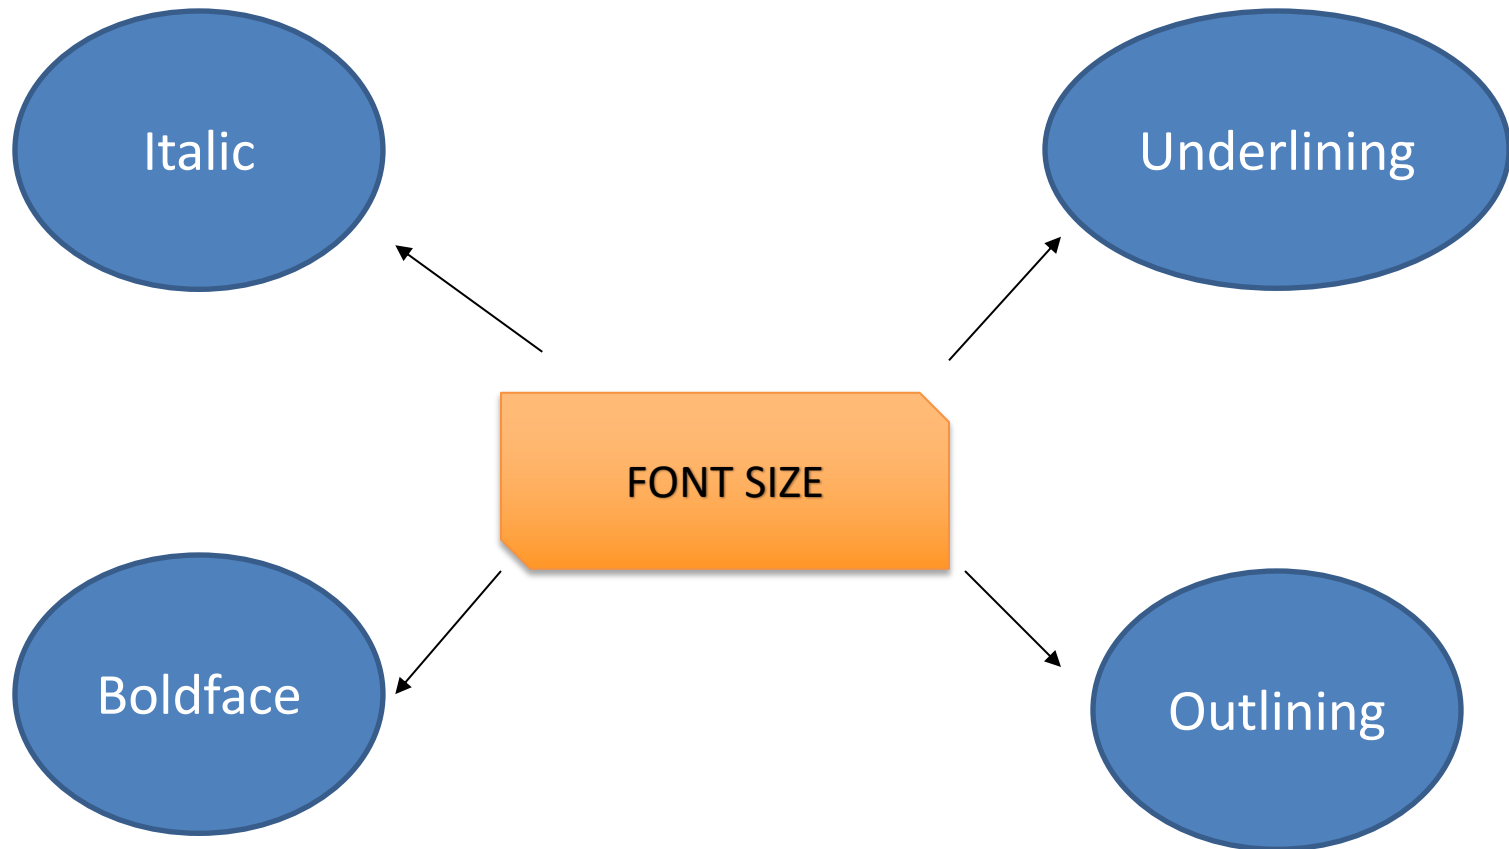 Italic
Underlining
FONT SIZE
Boldface
Outlining